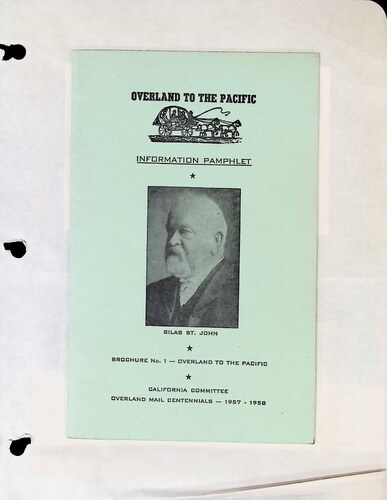 OVERLAND TO THE PACIFIC
INFORMATION PAMPHLET
SILAS ST. JOHN
BROCHURE No. 1 — OVERLAND TO THE PACIFIC
CALIFORNIA COMMITTEE
OVERLAND MAIL CENTENNIALS — 1957 - 1958